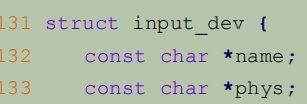 131 struct input_dev {
132 const char *name;
133 const char *phys;